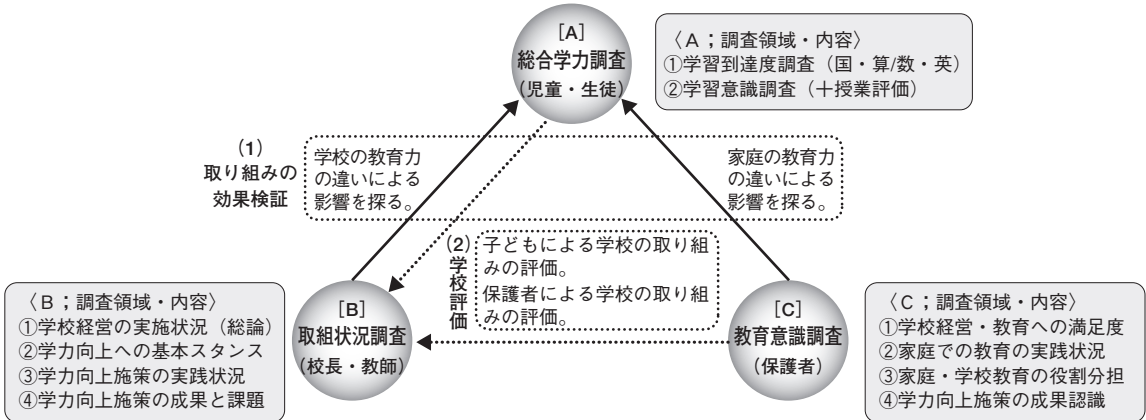 [A]
総合学力調査
(児童・生徒)
〈A；調査領域・内容〉
①学習到達度調査（国・算/数・英）
②学習意識調査（＋授業評価）
(1)
取り組みの
効果検証
学校の教育力
の違いによる
影響を探る。
家庭の教育力
の違いによる
影響を探る。
(2)学校評価
子どもによる学校の取り組
みの評価。
保護者による学校の取り組
みの評価。
〈B；調査領域・内容〉
①学校経営の実施状況（総論）
②学力向上への基本スタンス
③学力向上施策の実践状況
④学力向上施策の成果と課題
[B]
取組状況調査
(校長・教師)
[C]
教育意識調査
(保護者)
〈C；調査領域・内容〉
①学校経営・教育への満足度
②家庭での教育の実践状況
③家庭・学校教育の役割分担
④学力向上施策の成果認識